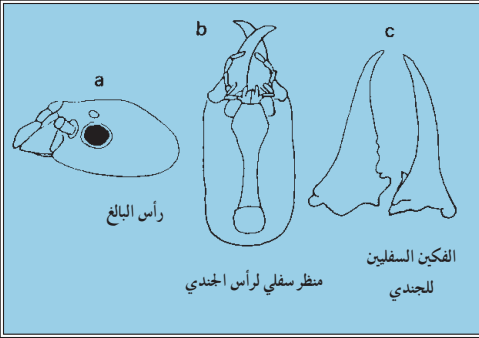 a
b
c
رأس البالغ
منظر سفلي لرأس الجندي
الفكين السفليين
للجندي